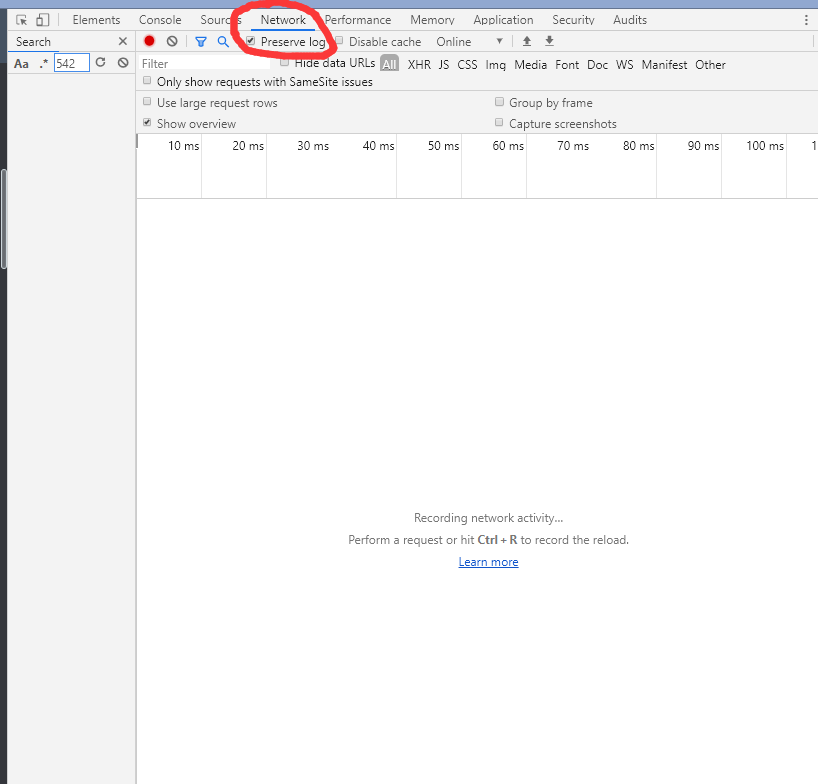 Elements Console Sources Network Performance Memory Application Security Audits
Search Preserve log Disable cache Online
Aa .* 542 Filter Hide data URLs All XHR JS CSS Img Media Font Doc WS Manifest Other
Only show requests with SameSite issues
Use large request rows Group by frame
Show overview Capture screenshots
10 ms 20 ms 30 ms 40 ms 50 ms 60 ms 70 ms 80 ms 90 ms 100 ms 1
Recording network activity...
Perform a request or hit Ctrl + R to record the reload.
Learn more